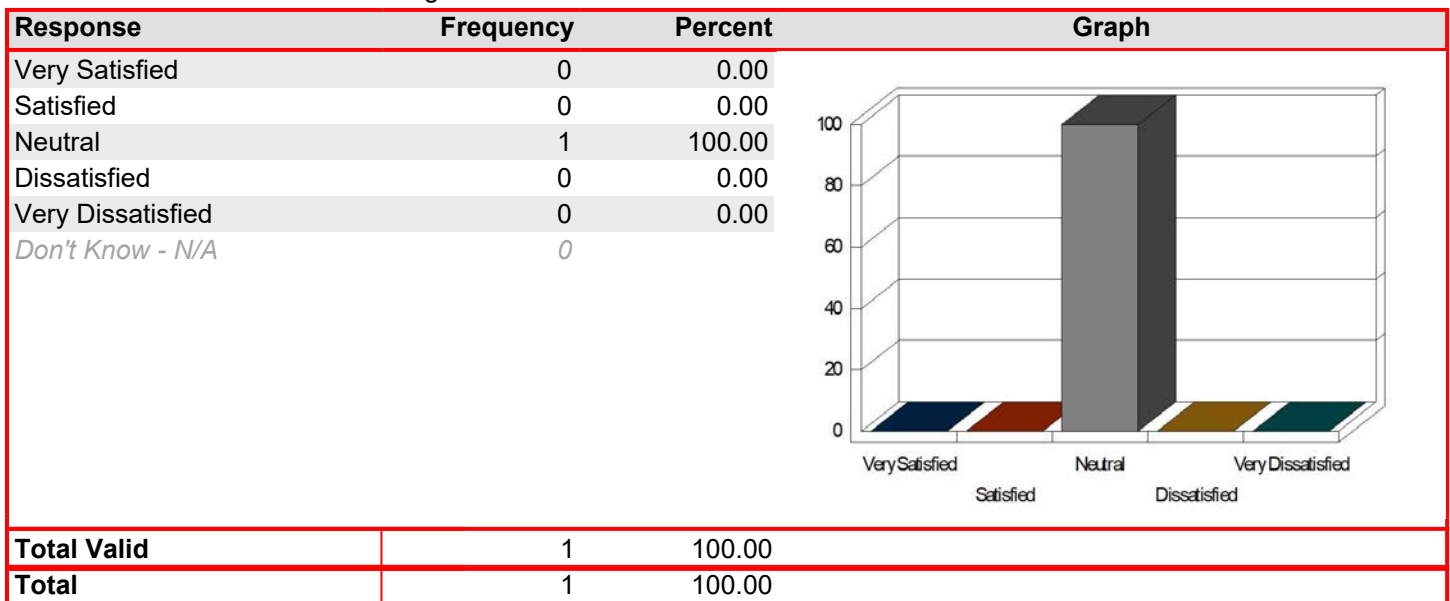 Response Frequency Percent Graph
Very Satisfied 0 0.00
Satisfied 0 0.00
Neutral 1 100.00
Dissatisfied 0 0.00
Very Dissatisfied 0 0.00
Don't Know - N/A 0
100
80
60
40
20
0
Very Satisfied Neutral Very Dissatisfied
Satisfied Dissatisfied
Total Valid 1 100.00
Total 1 100.00